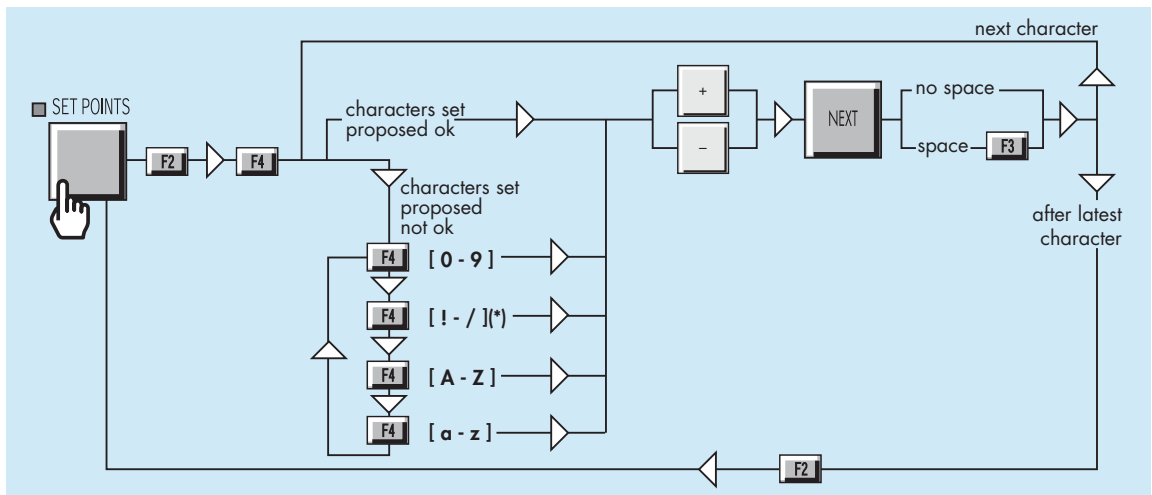 next character
SET POINTS
F2
F4
characters set
proposed ok
+
−
NEXT
no space
space
F3
characters set
proposed
not ok
F4
[ 0 - 9 ]
F4
[ ! - / ](*)
F4
[ A - Z ]
F4
[ a - z ]
after latest
character
F2